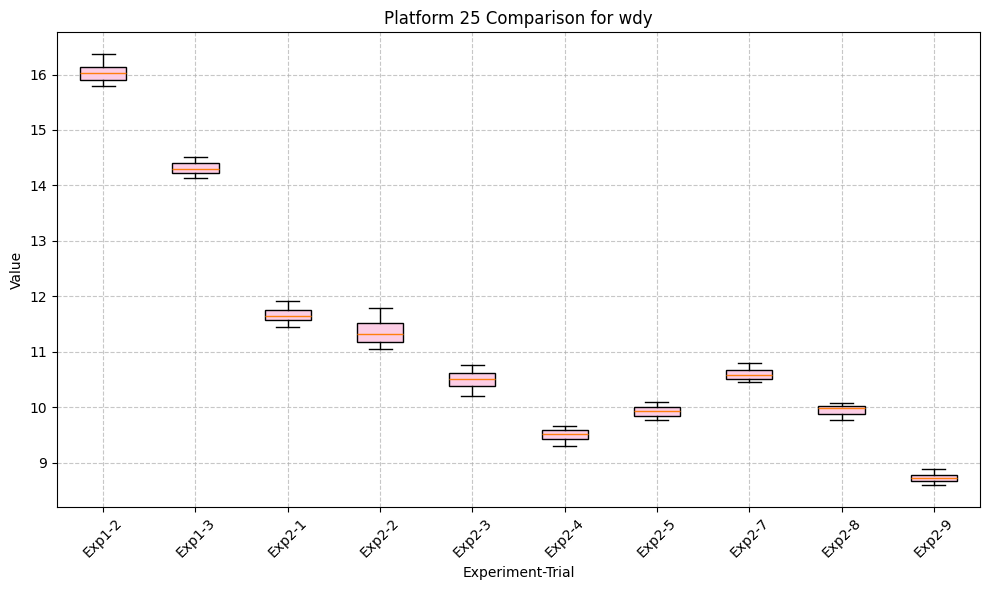 Platform 25 Comparison for wdy
Value
16
15
14
13
12
11
10
9
Exp1-2
Exp1-3
Exp2-1
Exp2-2
Exp2-3
Exp2-4
Exp2-5
Exp2-7
Exp2-8
Exp2-9
Experiment-Trial